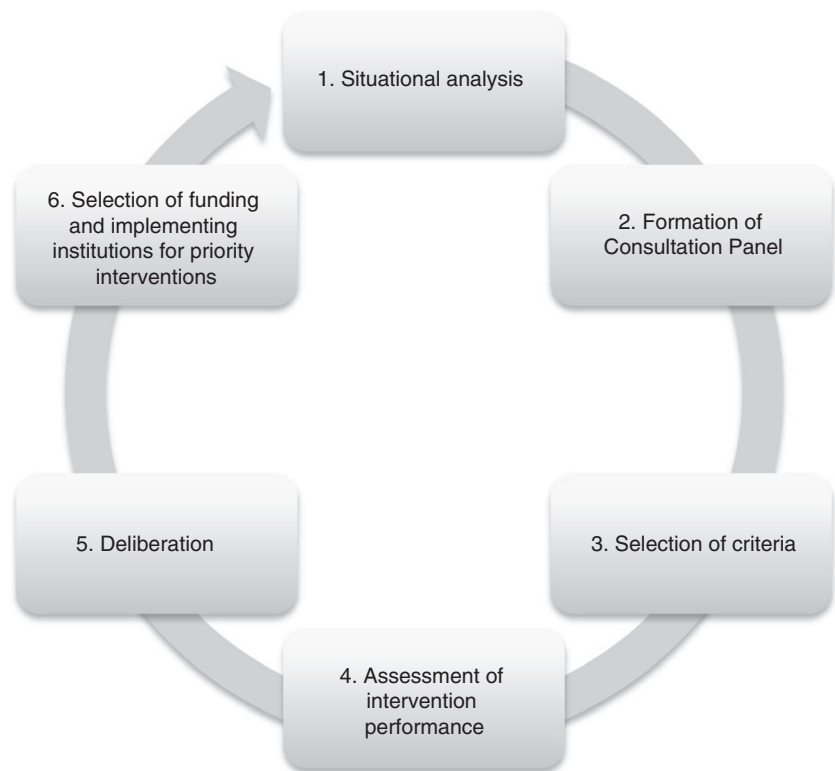 1. Situational analysis
2. Formation of
Consultation Panel
3. Selection of criteria
4. Assessment of
intervention
performance
5. Deliberation
6. Selection of funding
and implementing
institutions for priority
interventions